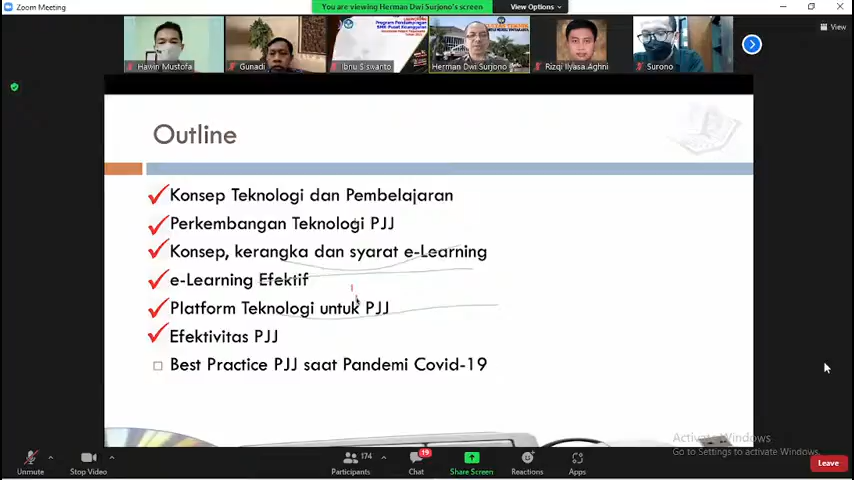 Zoom Meeting
You are viewing Herman Dwi Surjono's screen
View Options
View
Hawin Mustofa
Gunadi
Ibnu Siswanto
Herman Dwi Surjono
Rizqi Ilyasa Aghni
Surono
Outline
Konsep Teknologi dan Pembelajaran
Perkembangan Teknologi PJJ
Konsep, kerangka dan syarat e-Learning
e-Learning Efektif
Platform Teknologi untuk PJJ
Efektivitas PJJ
Best Practice PJJ saat Pandemi Covid-19
Activate Windows
Go to Settings to activate Windows.
Unmute
Stop Video
174
Participants
19
Chat
Share Screen
Reactions
Apps
Leave